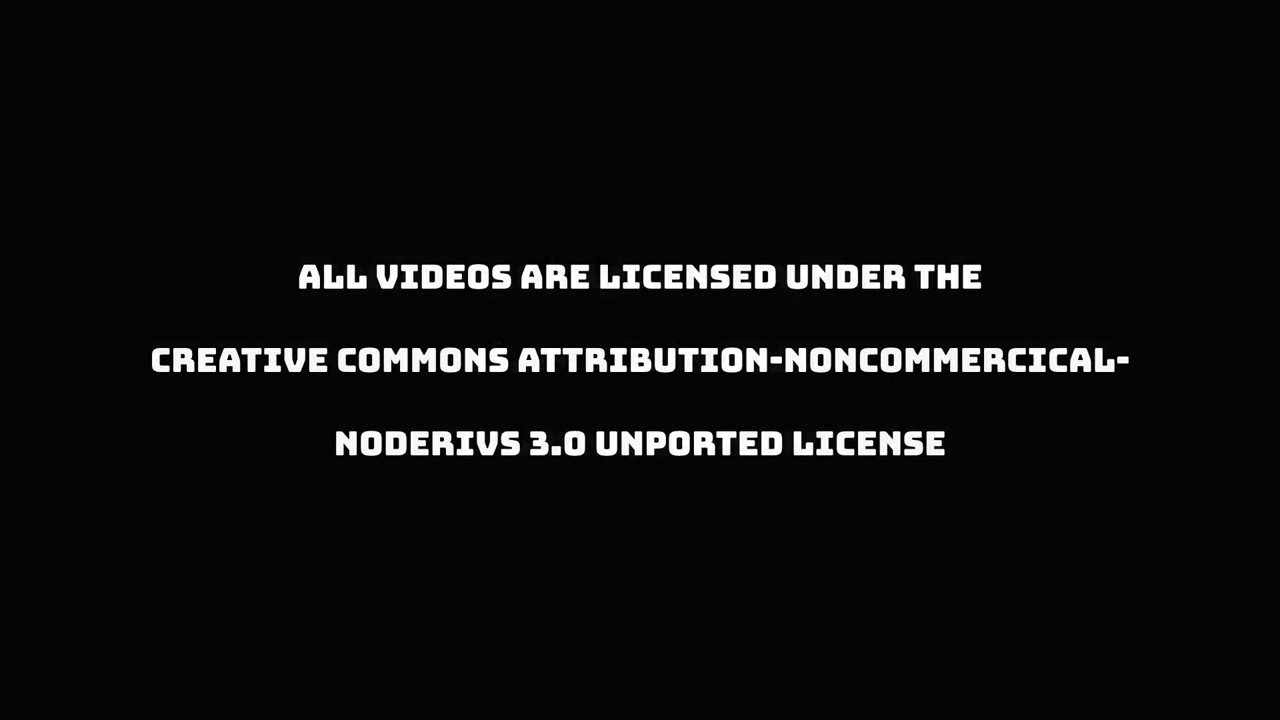 ALL VIDEOS ARE LICENSED UNDER THE
CREATIVE COMMONS ATTRIBUTION-NONCOMMERCICAL-
NODERIVS 3.0 UNPORTED LICENSE